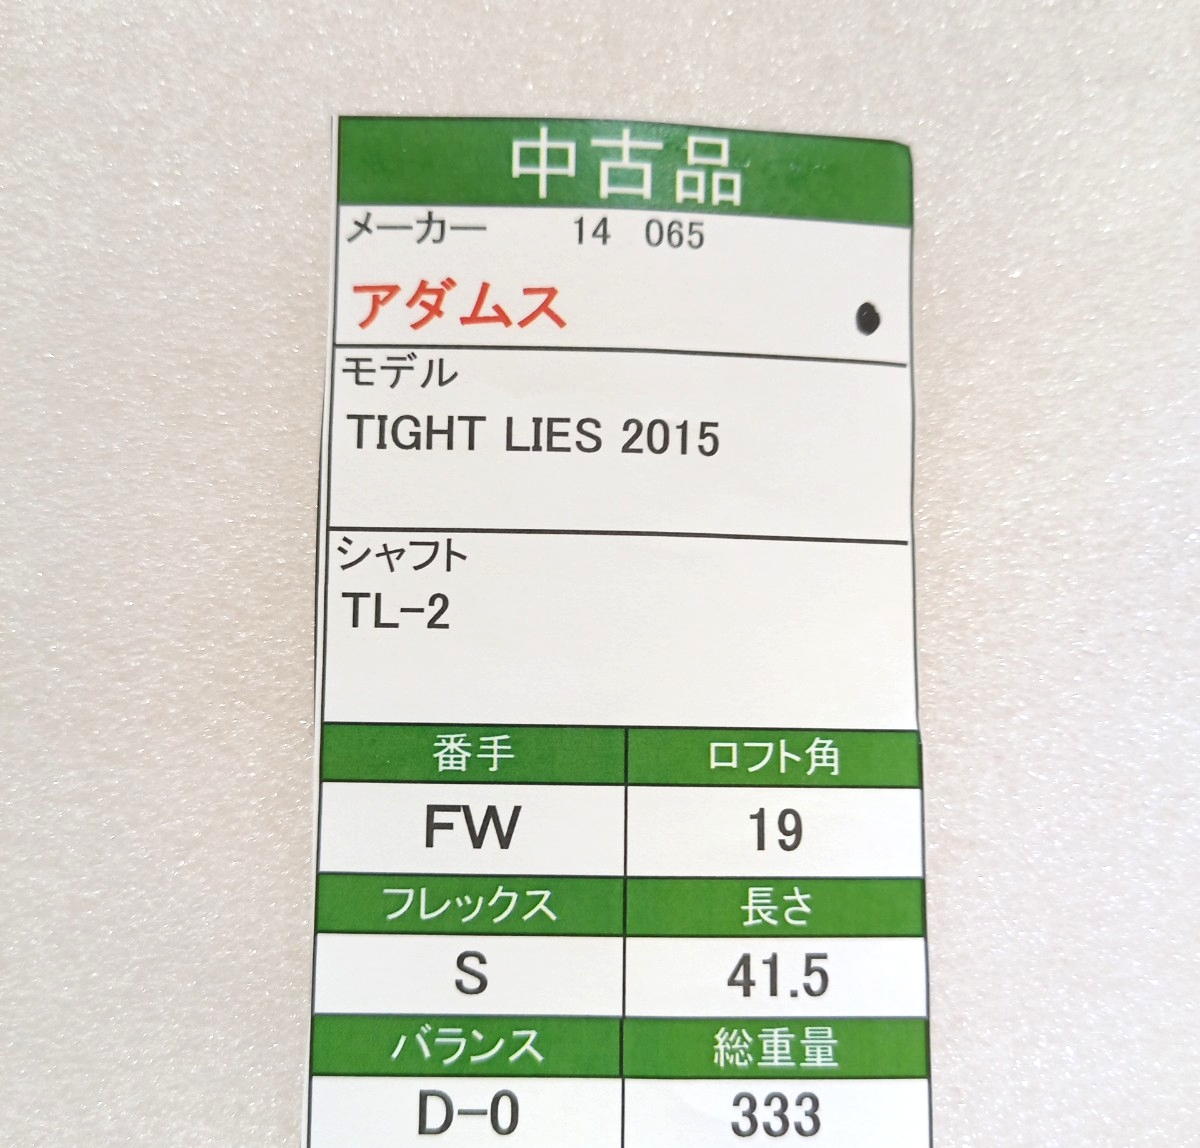 中古品
メーカー 14 065
アダムス
モデル
TIGHT LIES 2015
シャフト
TL-2
番手 ロフト角
FW 19
フレックス 長さ
S 41.5
バランス 総重量
D-0 333